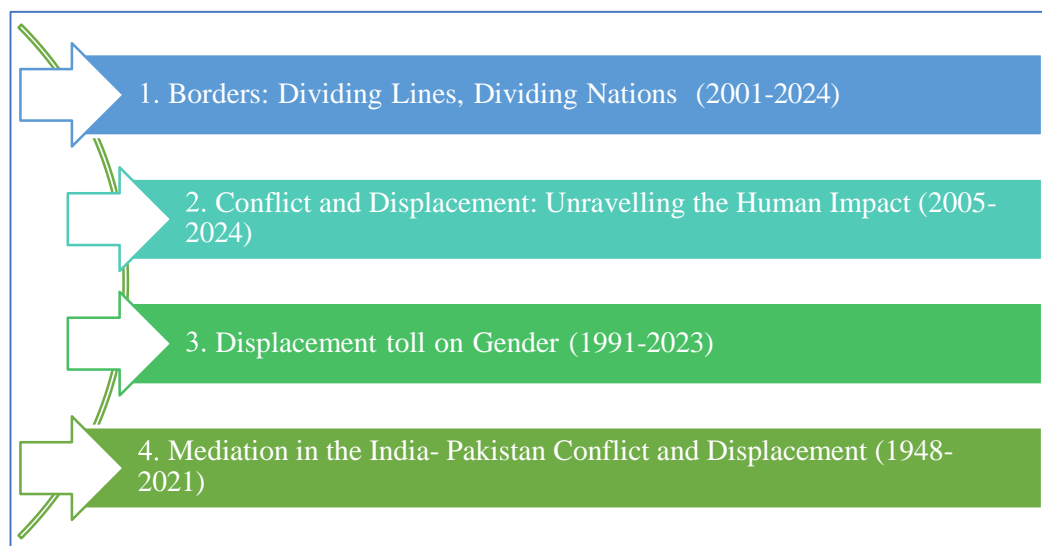 1. Borders: Dividing Lines, Dividing Nations (2001-2024)
2. Conflict and Displacement: Unravelling the Human Impact (2005-
2024)
3. Displacement toll on Gender (1991-2023)
4. Mediation in the India- Pakistan Conflict and Displacement (1948-
2021)